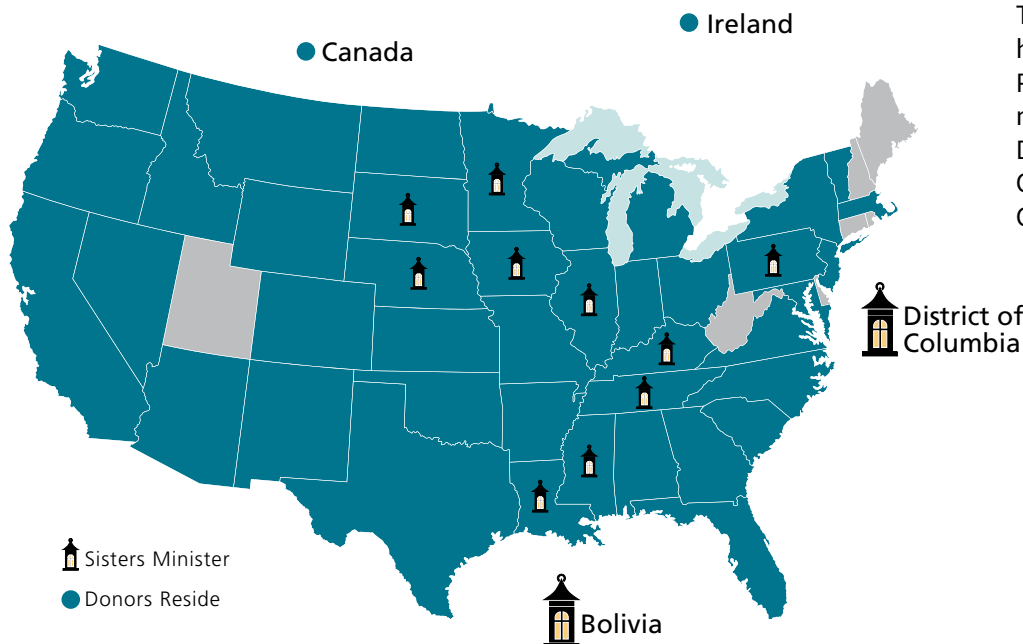 Ireland
Canada
District of
Columbia
Sisters Minister
Donors Reside
Bolivia